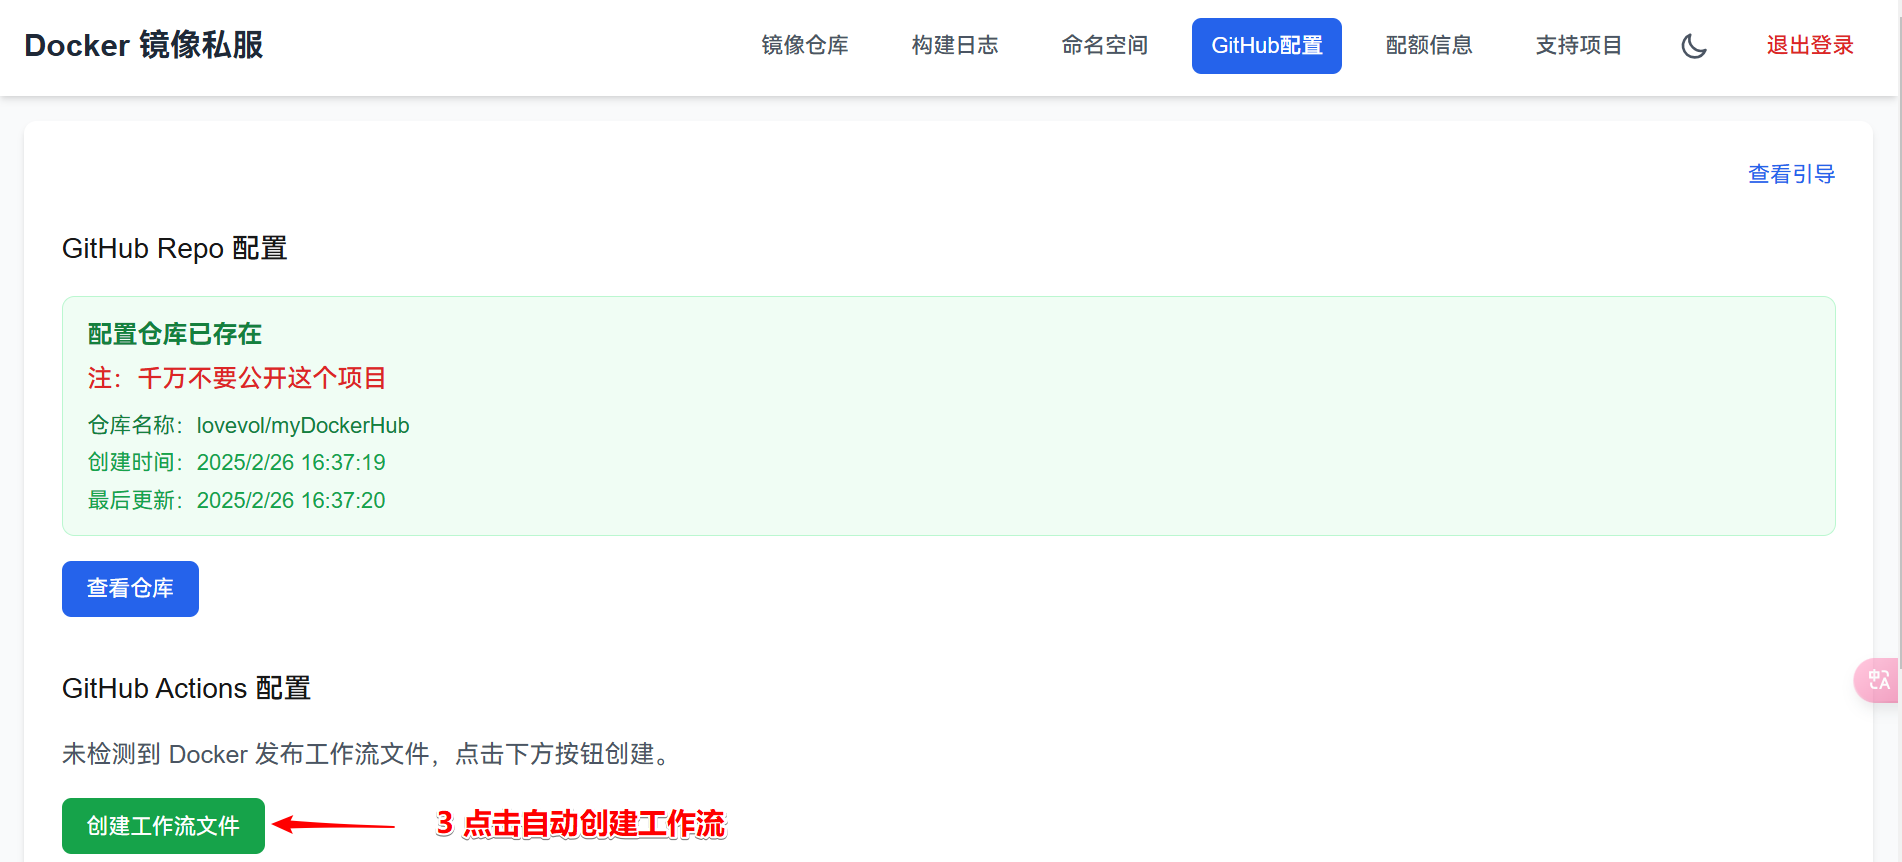 Docker 镜像私服
镜像仓库
构建日志
命名空间
GitHub配置
配额信息
支持项目
退出登录
查看引导
GitHub Repo 配置
配置仓库已存在
注：千万不要公开这个项目
仓库名称：lovevol/myDockerHub
创建时间：2025/2/26 16:37:19
最后更新：2025/2/26 16:37:20
查看仓库
GitHub Actions 配置
未检测到 Docker 发布工作流文件，点击下方按钮创建。
创建工作流文件
3 点击自动创建工作流